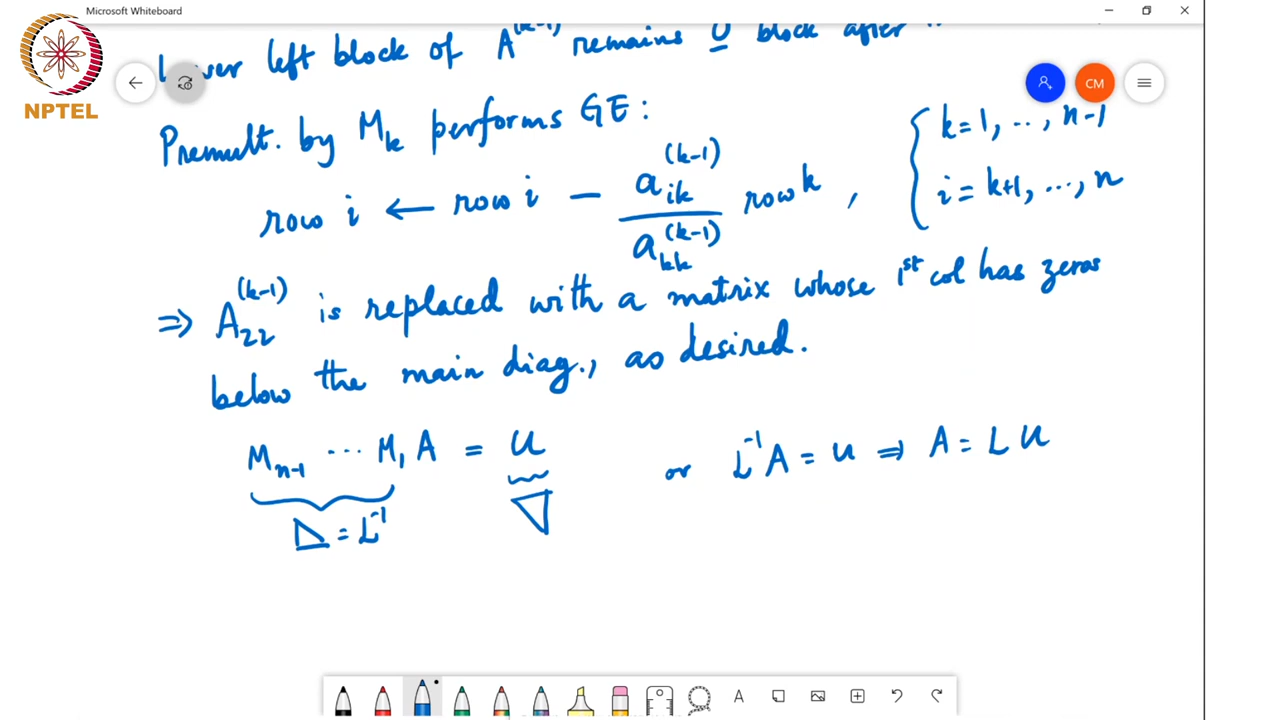 Microsoft Whiteboard
Lower left block of A^(k-1) remains 0 block after
NPTEL
CM
Premult. by M_k performs GE:
row i ← row i − a_ik^(k-1) / a_kk^(k-1) row k , { k=1, .., n-1
i = k+1, ..., n
⇒ A_22^(k-1) is replaced with a matrix whose 1st col has zeros
below the main diag., as desired.
M_n-1 ... M_1 A = U or L^-1 A = U ⇒ A = L U
= L^-1
A